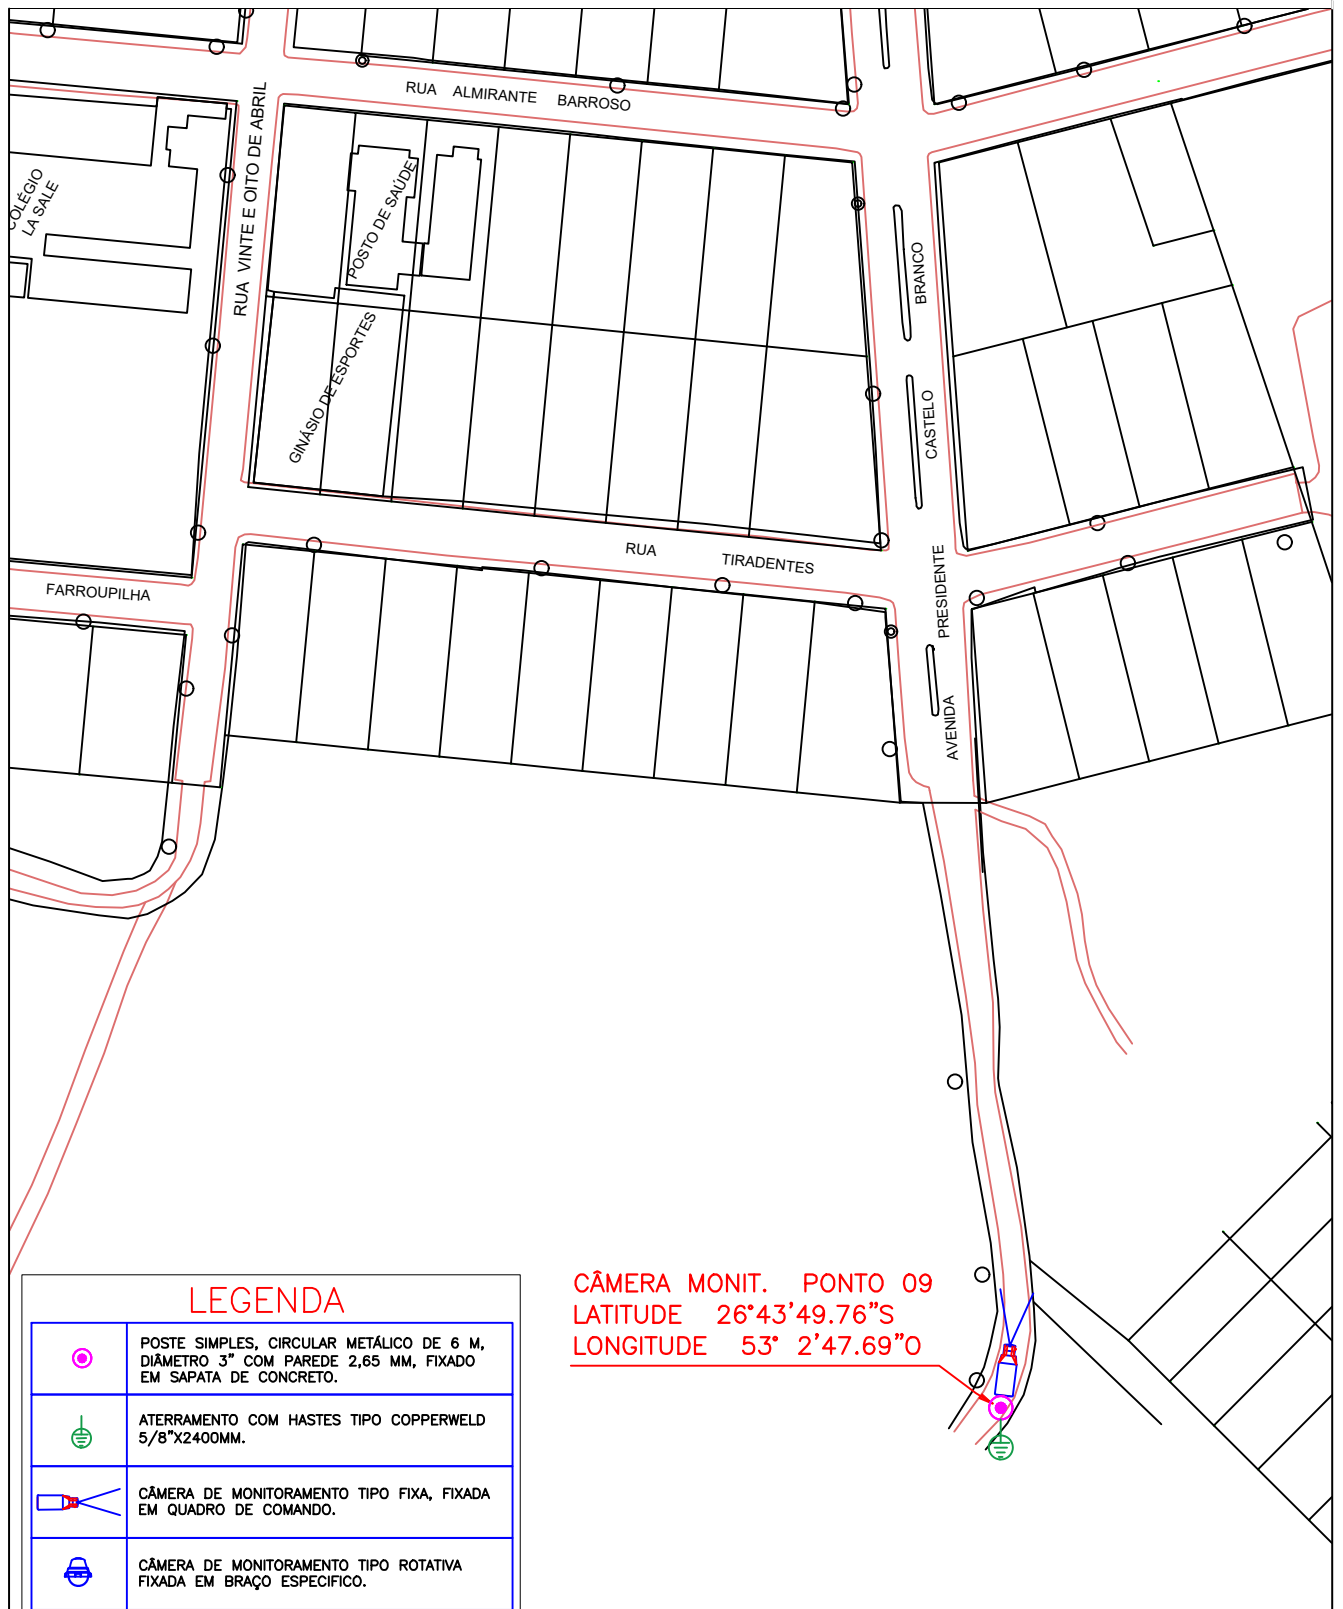 RUA ALMIRANTE BARROSO
RUA VINTE E OITO DE ABRIL
COLÉGIO
LA SALE
POSTO DE SAÚDE
GINÁSIO DE ESPORTES
BRANCO
CASTELO
PRESIDENTE
AVENIDA
RUA TIRADENTES
FARROUPILHA
CÂMERA MONIT. PONTO 09
LATITUDE 26°43'49.76"S
LONGITUDE 53° 2'47.69"O
LEGENDA
POSTE SIMPLES, CIRCULAR METÁLICO DE 6 M,
DIÂMETRO 3" COM PAREDE 2,65 MM, FIXADO
EM SAPATA DE CONCRETO.
ATERRAMENTO COM HASTES TIPO COPPERWELD
5/8"X2400MM.
CÂMERA DE MONITORAMENTO TIPO FIXA, FIXADA
EM QUADRO DE COMANDO.
CÂMERA DE MONITORAMENTO TIPO ROTATIVA
FIXADA EM BRAÇO ESPECIFICO.